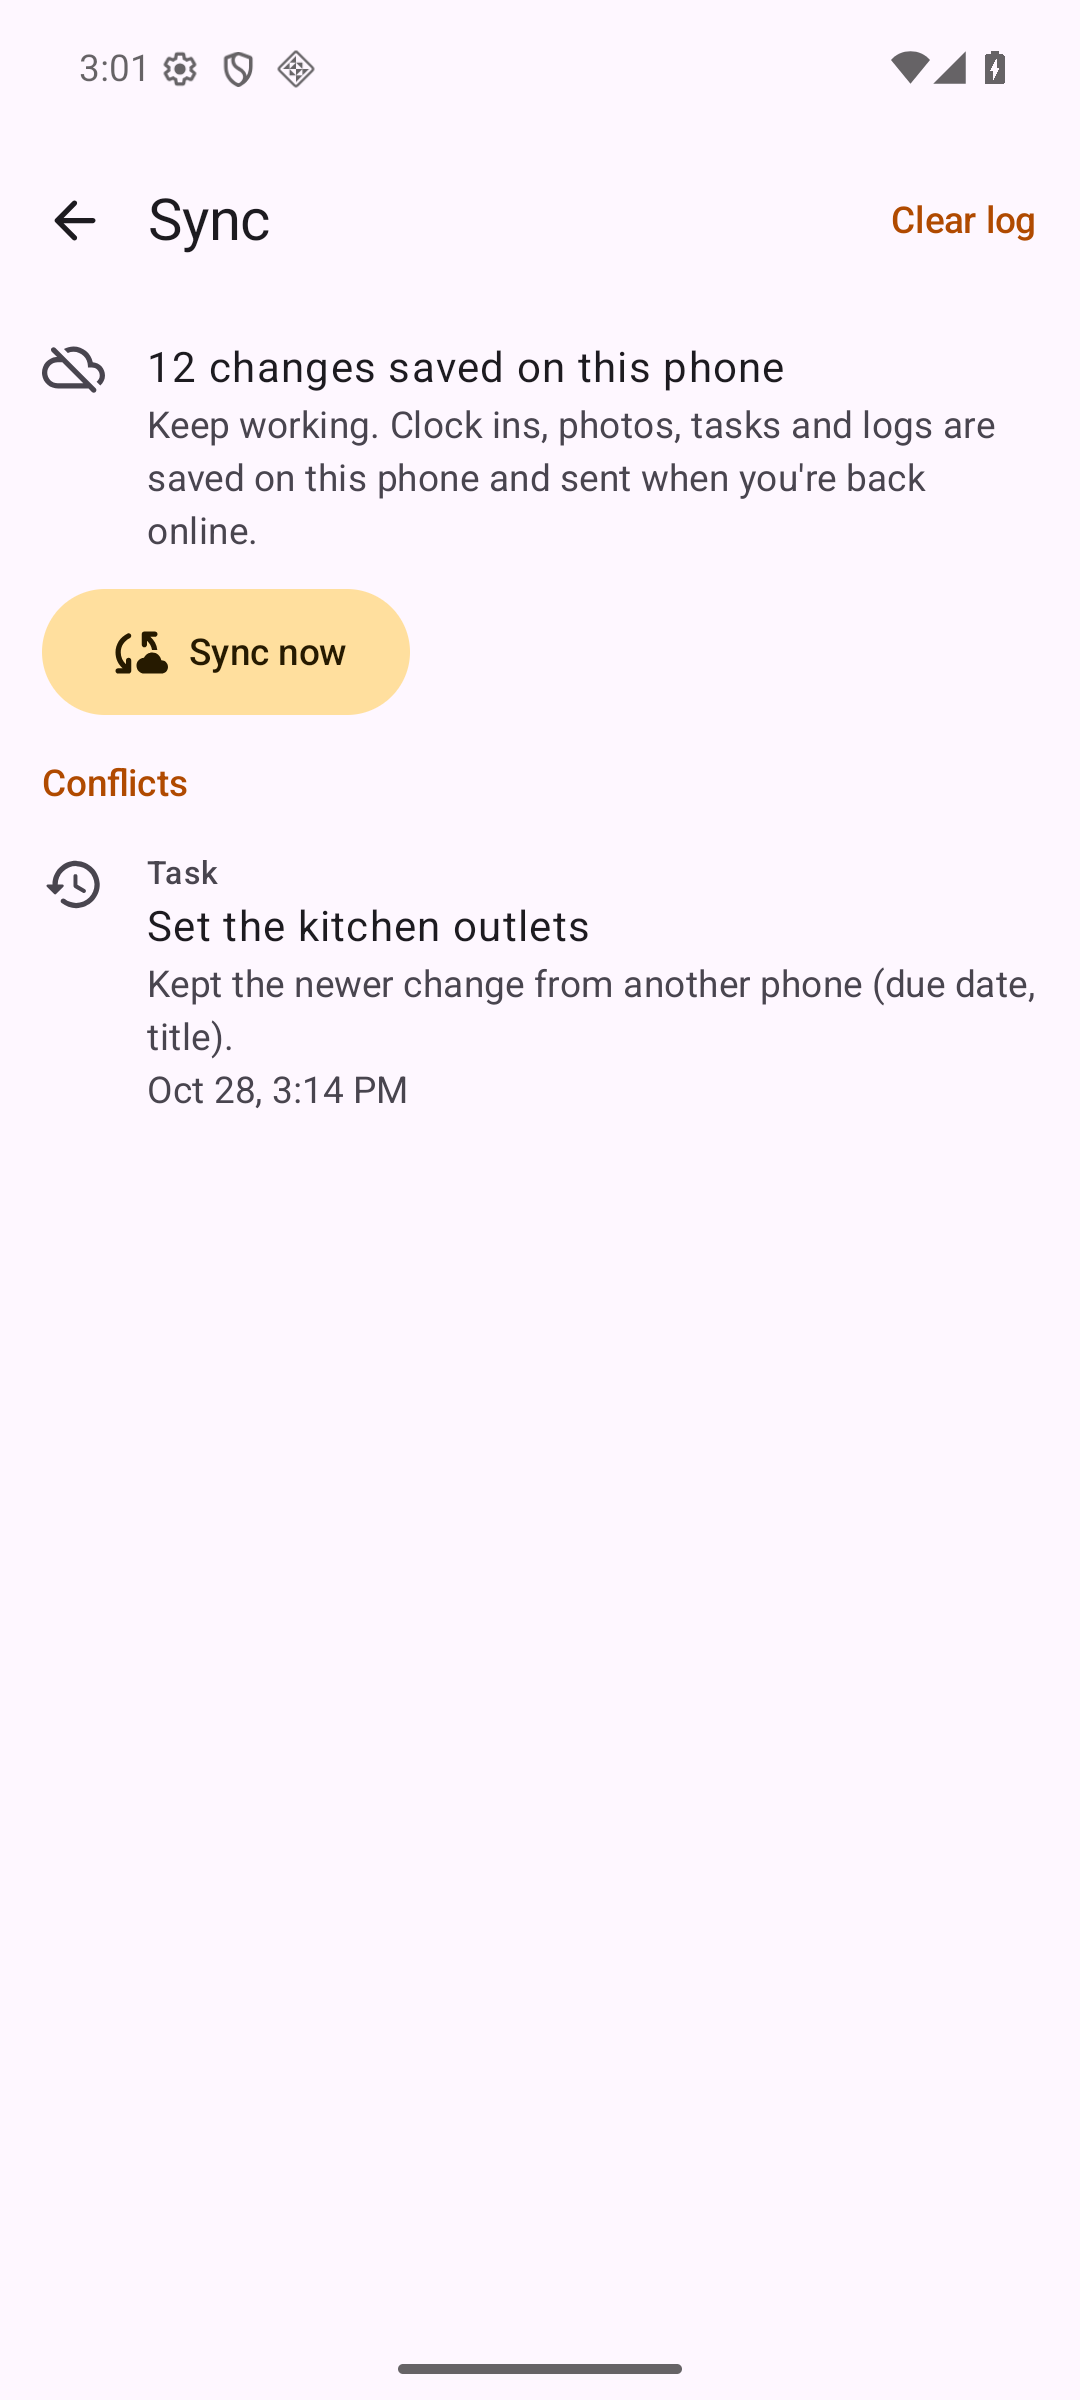 3:01
Sync
Clear log
12 changes saved on this phone
Keep working. Clock ins, photos, tasks and logs are
saved on this phone and sent when you're back
online.
Sync now
Conflicts
Task
Set the kitchen outlets
Kept the newer change from another phone (due date,
title).
Oct 28, 3:14 PM